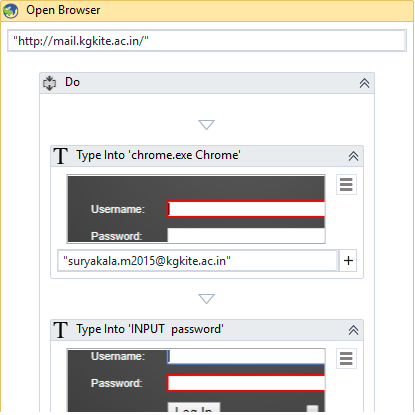 Open Browser
"http://mail.kgkite.ac.in/"
Do
T Type Into 'chrome.exe Chrome'
Username:
Password:
"suryakala.m2015@kgkite.ac.in" +
T Type Into 'INPUT password'
Username:
Password:
Log In